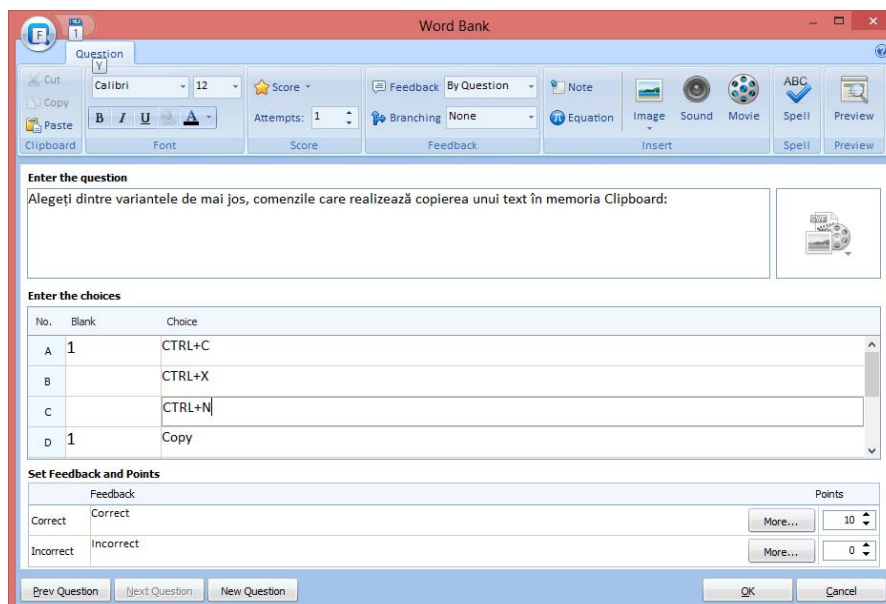 F
1
Word Bank
Question
Y
Cut
Copy
Paste
Clipboard
Calibri 12
B I U A
Font
Score
Attempts: 1
Score
Feedback By Question
Branching None
Feedback
Note
Equation
Image
Sound
Movie
Insert
ABC
Spell
Spell
Preview
Preview
Enter the question
Alegeți dintre variantele de mai jos, comenzile care realizează copierea unui text în memoria Clipboard:
Enter the choices
No. Blank Choice
A 1 CTRL+C
B CTRL+X
C CTRL+N
D 1 Copy
Set Feedback and Points
Feedback Points
Correct Correct More... 10
Incorrect Incorrect More... 0
Prev Question Next Question New Question OK Cancel